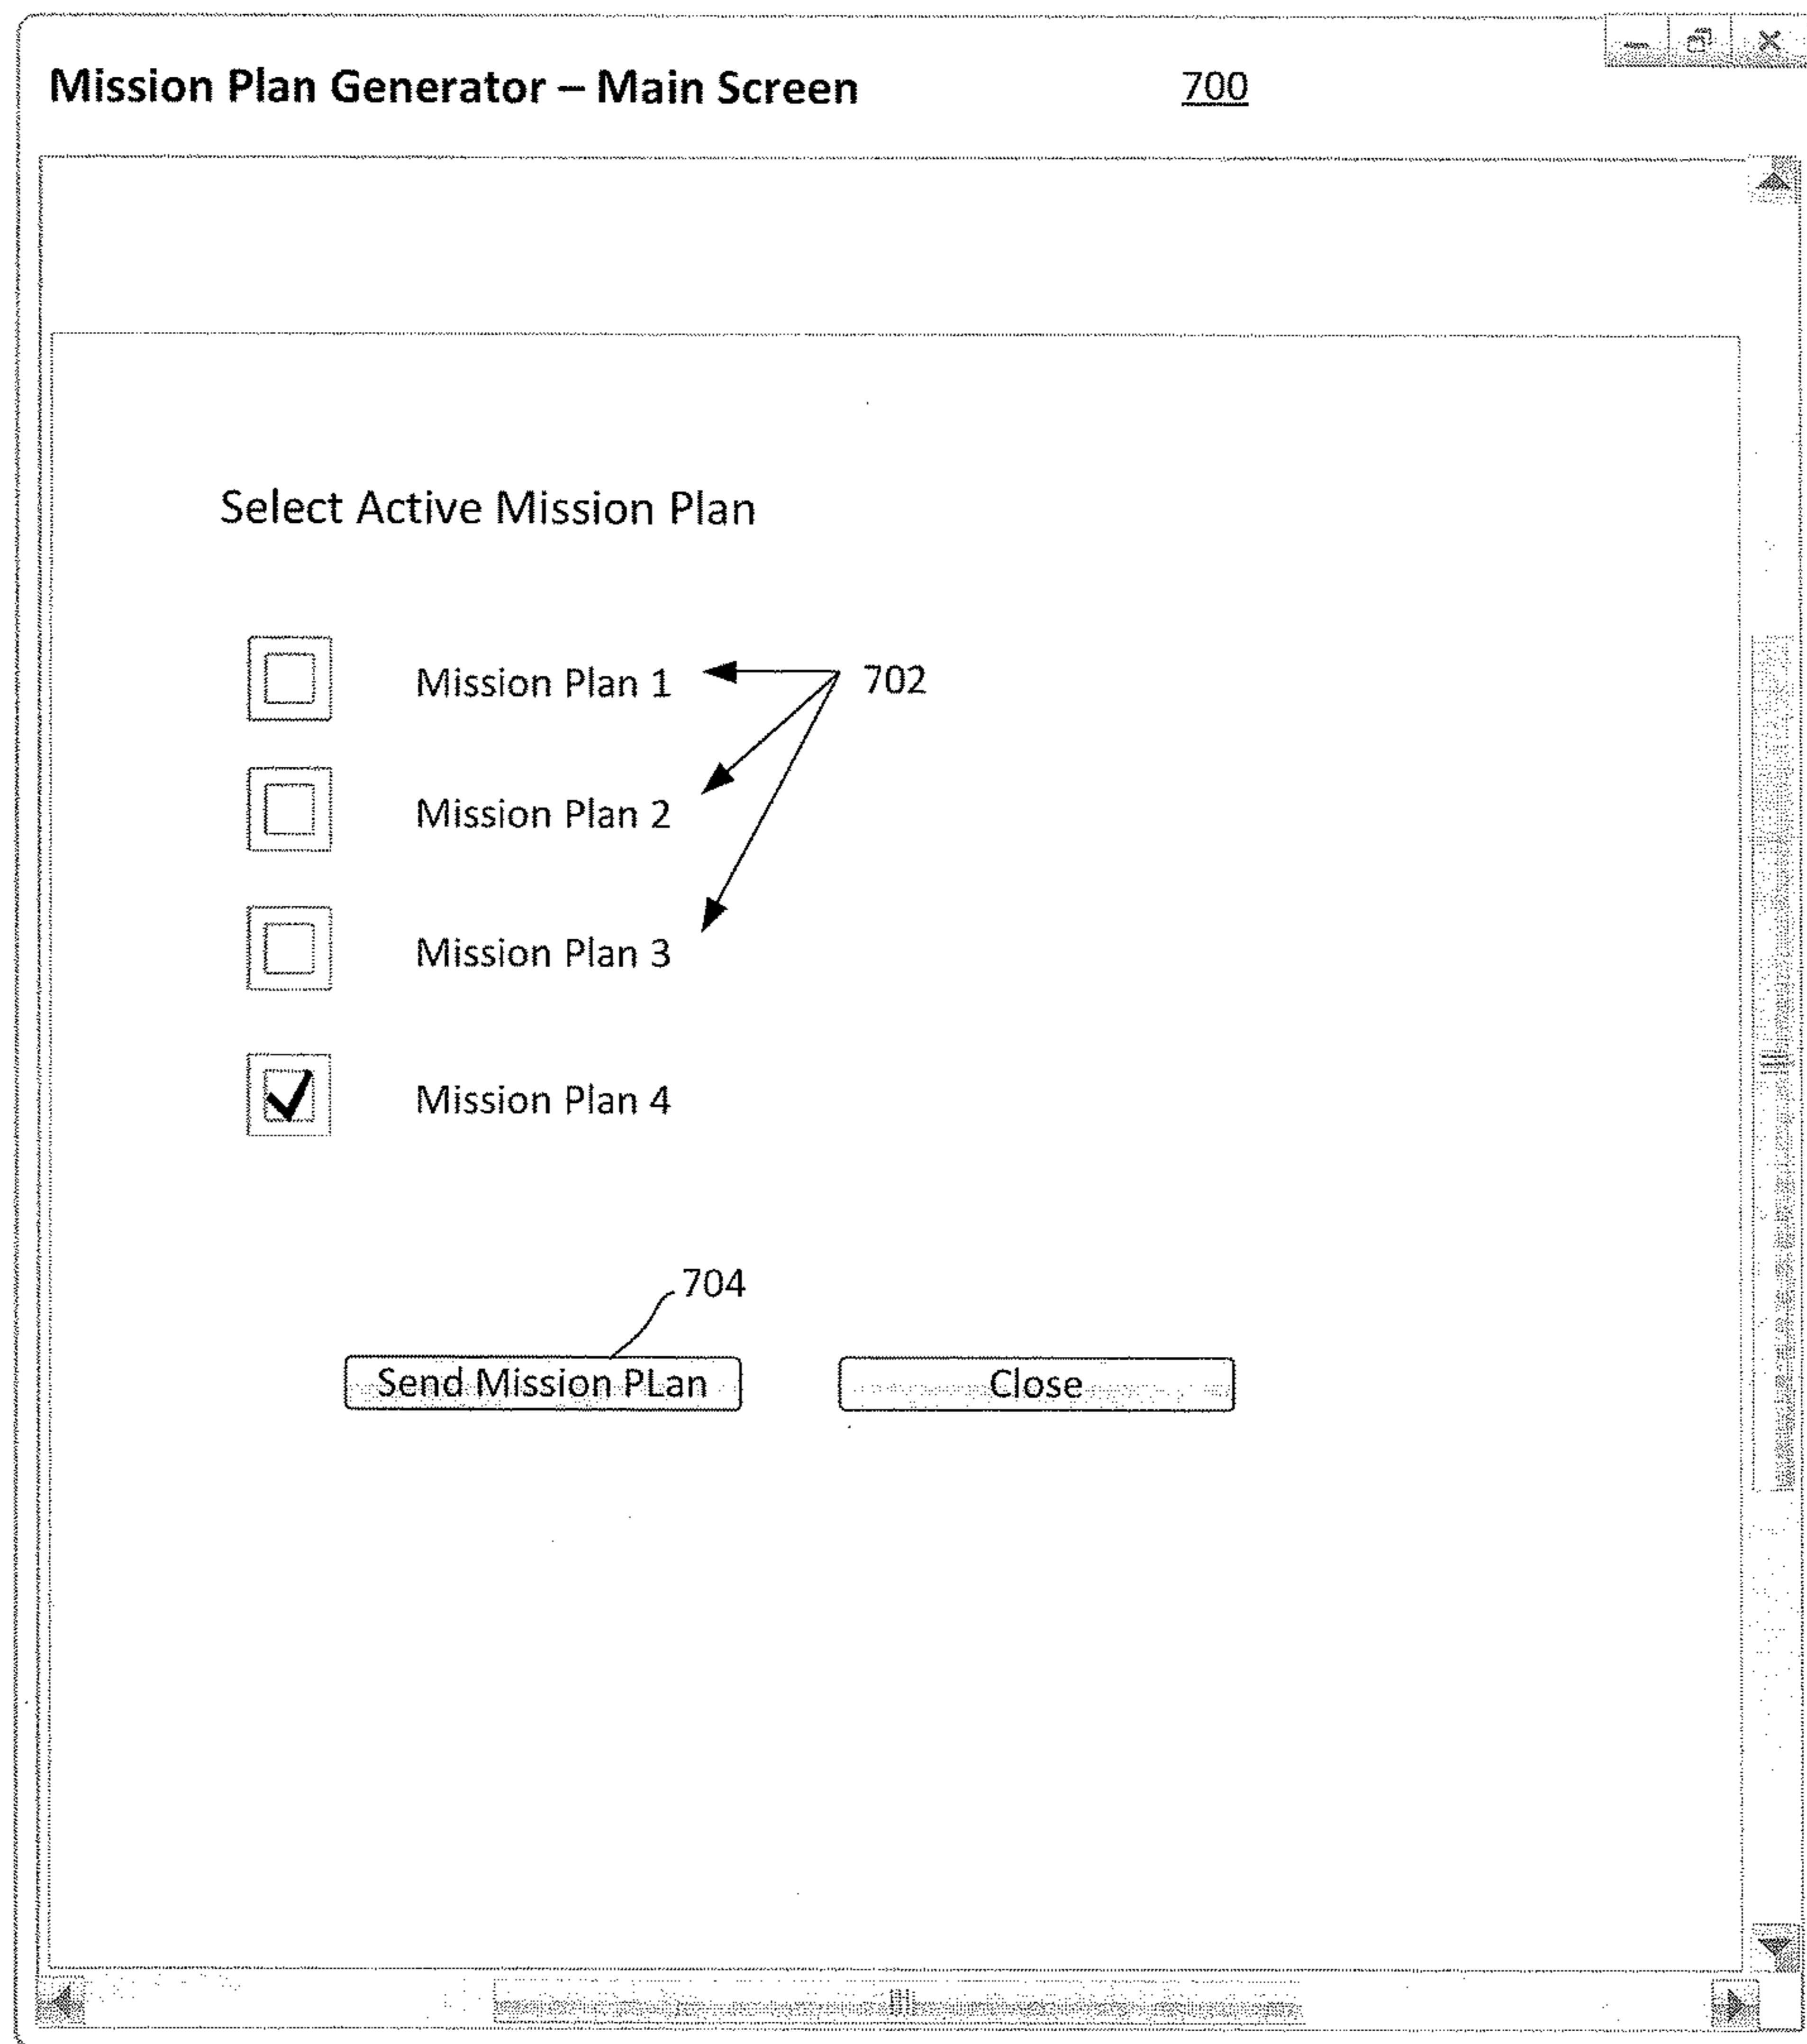 Mission Plan Generator – Main Screen 700
Select Active Mission Plan
Mission Plan 1 702
Mission Plan 2
Mission Plan 3
Mission Plan 4
704
Send Mission PLan Close